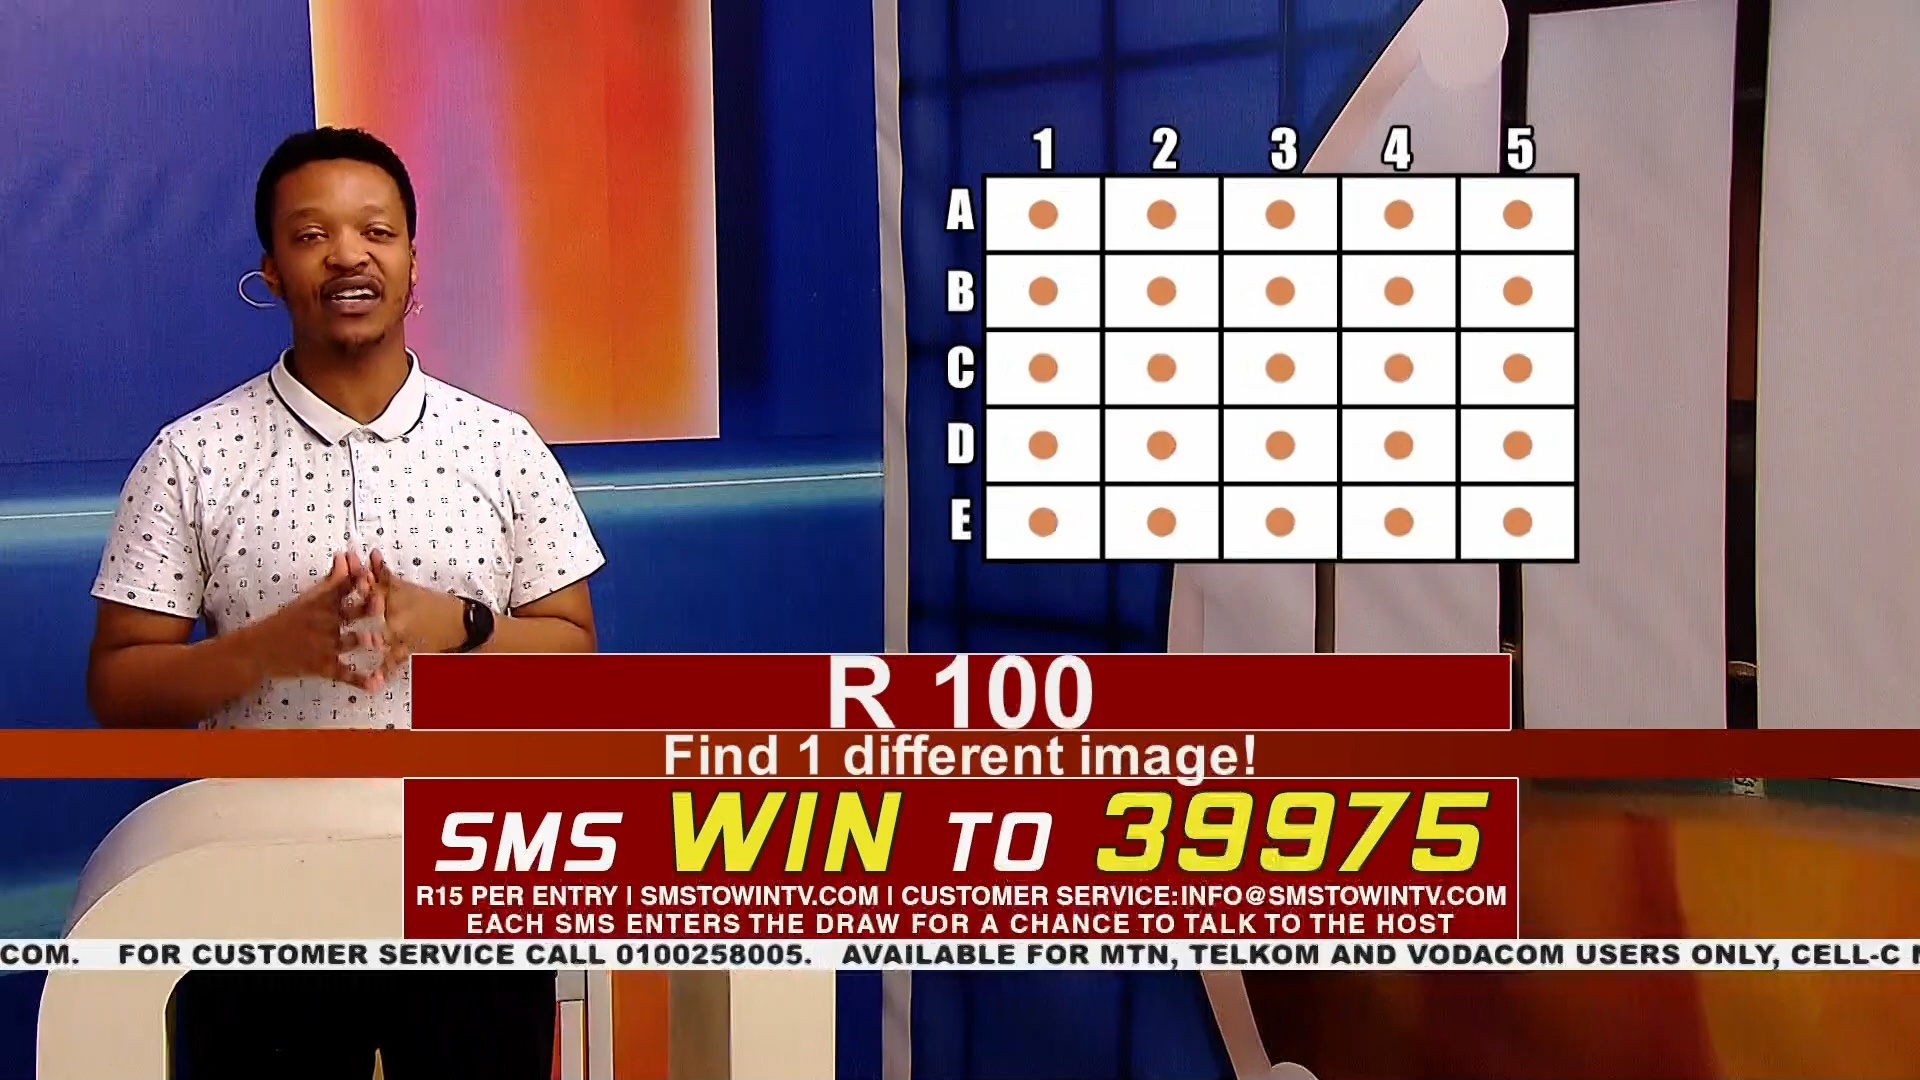 1 2 3 4 5
A
B
C
D
E
R 100
Find 1 different image!
SMS WIN TO 39975
R15 PER ENTRY | SMSTOWINTV.COM | CUSTOMER SERVICE:INFO@SMSTOWINTV.COM
EACH SMS ENTERS THE DRAW FOR A CHANCE TO TALK TO THE HOST
COM. FOR CUSTOMER SERVICE CALL 0100258005. AVAILABLE FOR MTN, TELKOM AND VODACOM USERS ONLY, CELL-C